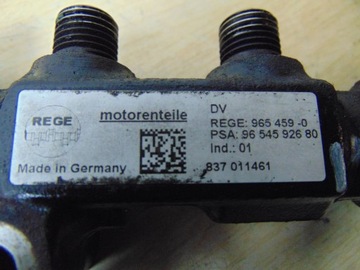 REGE
motorenteile
DV
REGE: 965 459 -0
PSA: 96 545 926 80
Ind.: 01
Made in Germany
837 011461